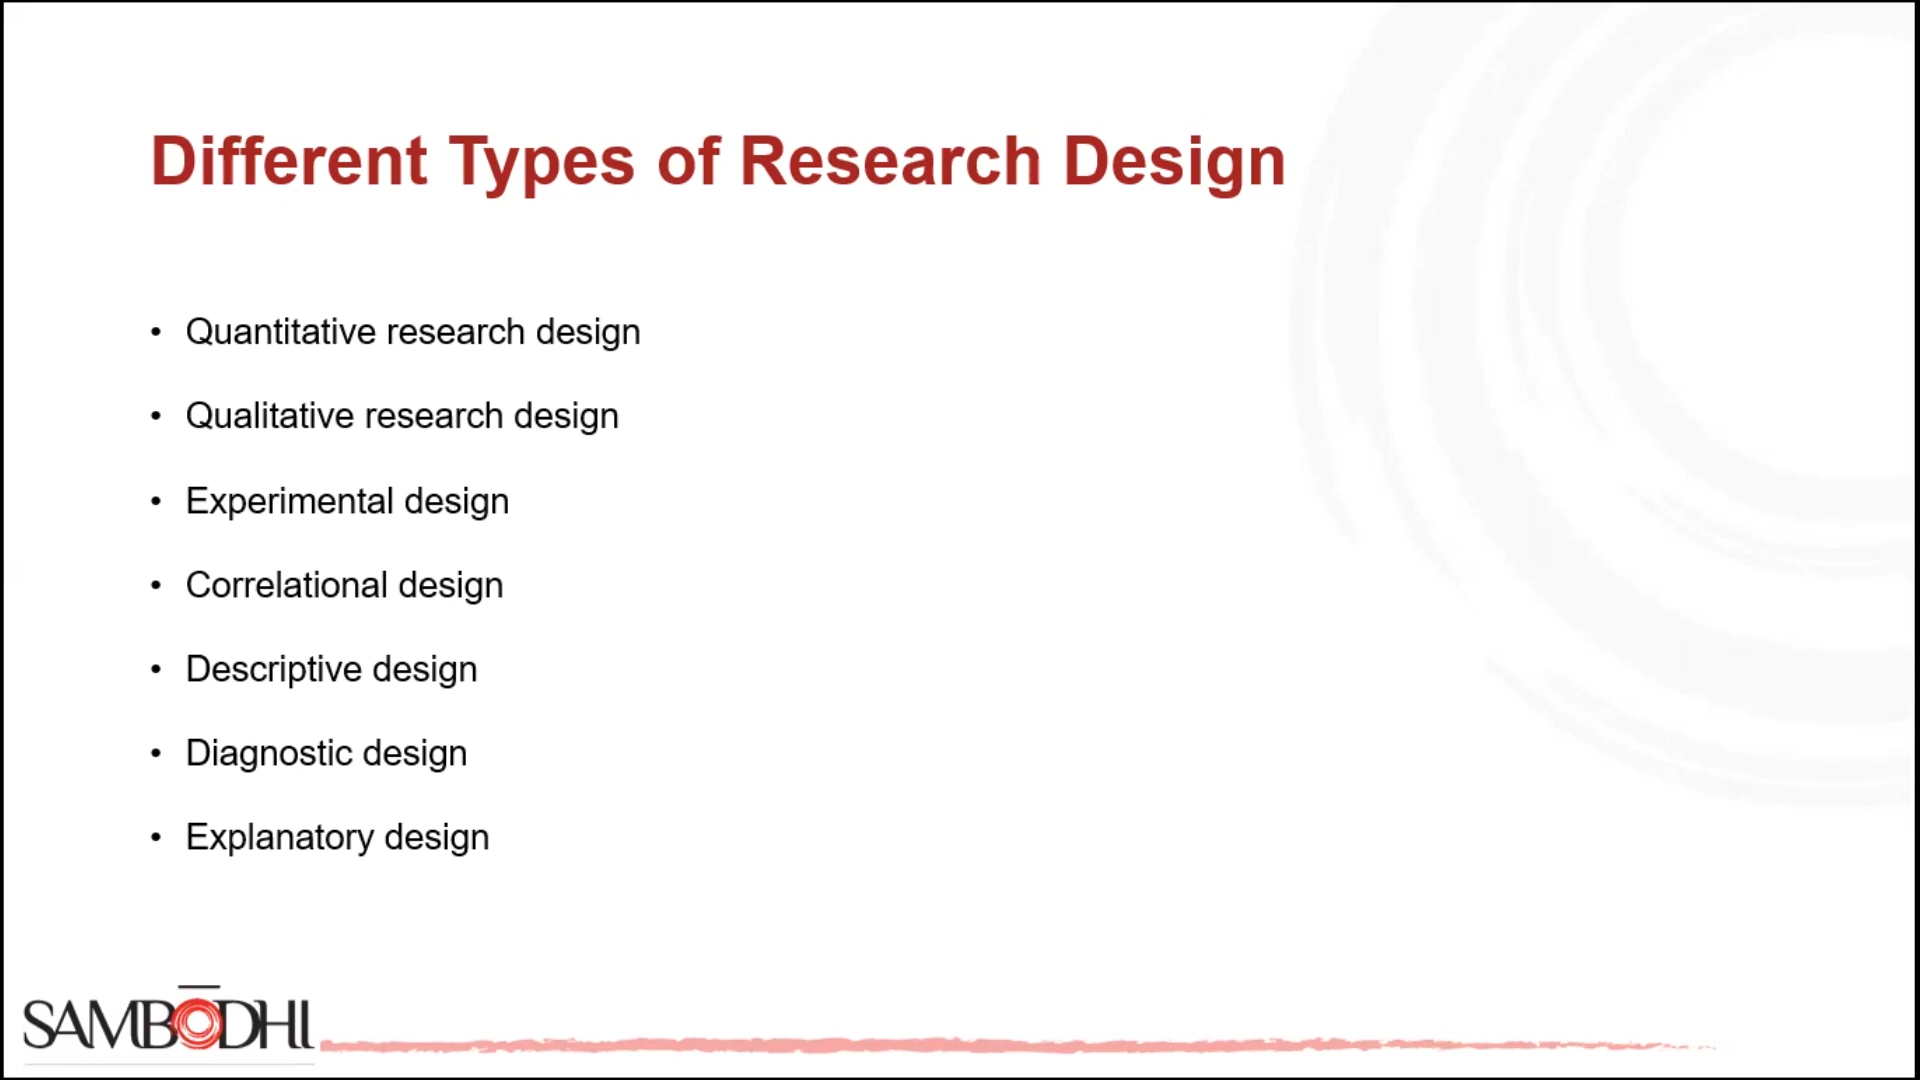 Different Types of Research Design
• Quantitative research design
• Qualitative research design
• Experimental design
• Correlational design
• Descriptive design
• Diagnostic design
• Explanatory design
SAMBŌDHI